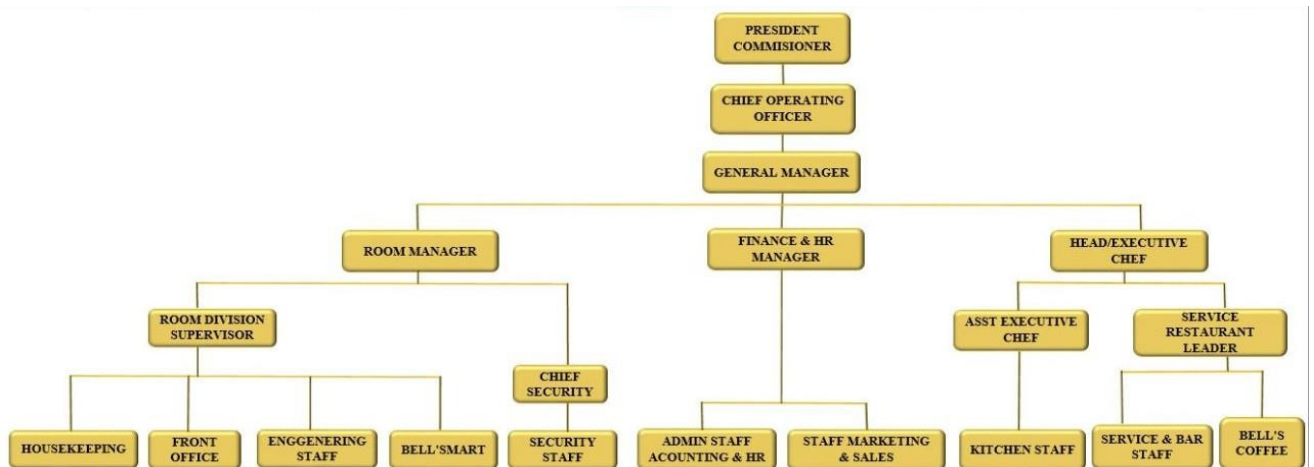 PRESIDENT
COMMISIONER
CHIEF OPERATING
OFFICER
GENERAL MANAGER
ROOM MANAGER
FINANCE & HR
MANAGER
HEAD/EXECUTIVE
CHEF
ROOM DIVISION
SUPERVISOR
ASST EXECUTIVE
CHEF
SERVICE
RESTAURANT
LEADER
CHIEF
SECURITY
HOUSEKEEPING
FRONT
OFFICE
ENGGENERING
STAFF
BELL'SMART
SECURITY
STAFF
ADMIN STAFF
ACOUNTING & HR
STAFF MARKETING
& SALES
KITCHEN STAFF
SERVICE & BAR
STAFF
BELL'S
COFFEE